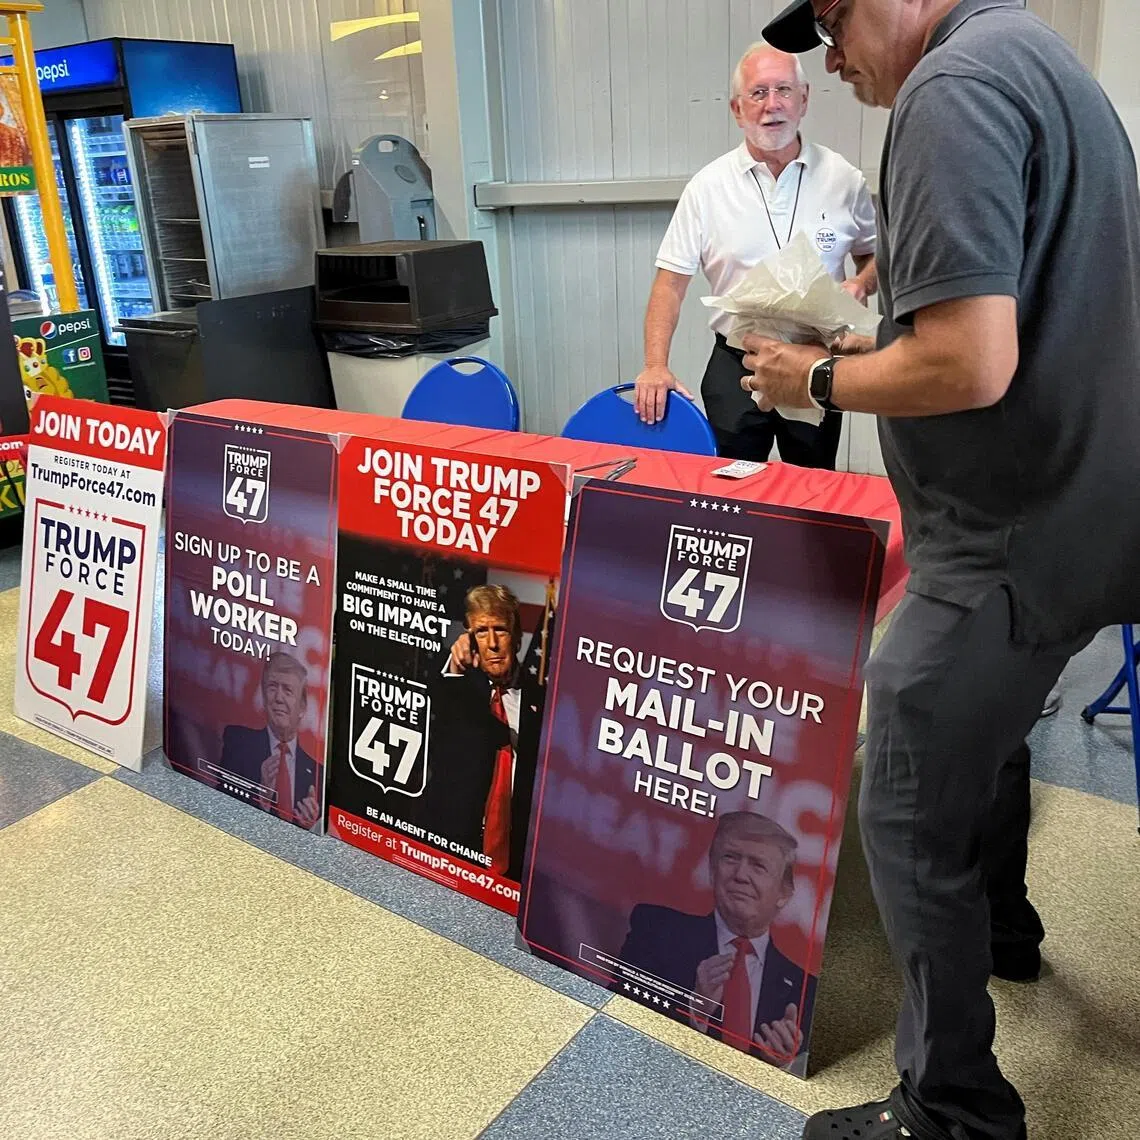 pepsi
ROS
pepsi
.com
JOIN TODAY
REGISTER TODAY AT
TrumpForce47.com
TRUMP
FORCE
47
TRUMP
FORCE
47
SIGN UP TO BE A
POLL
WORKER
TODAY!
JOIN TRUMP
FORCE 47
TODAY
MAKE A SMALL TIME
COMMITMENT TO HAVE A
BIG IMPACT
ON THE ELECTION
TRUMP
FORCE
47
BE AN AGENT FOR CHANGE
Register at TrumpForce47.com
TRUMP
FORCE
47
REQUEST YOUR
MAIL-IN
BALLOT
HERE!
TEAM
TRUMP